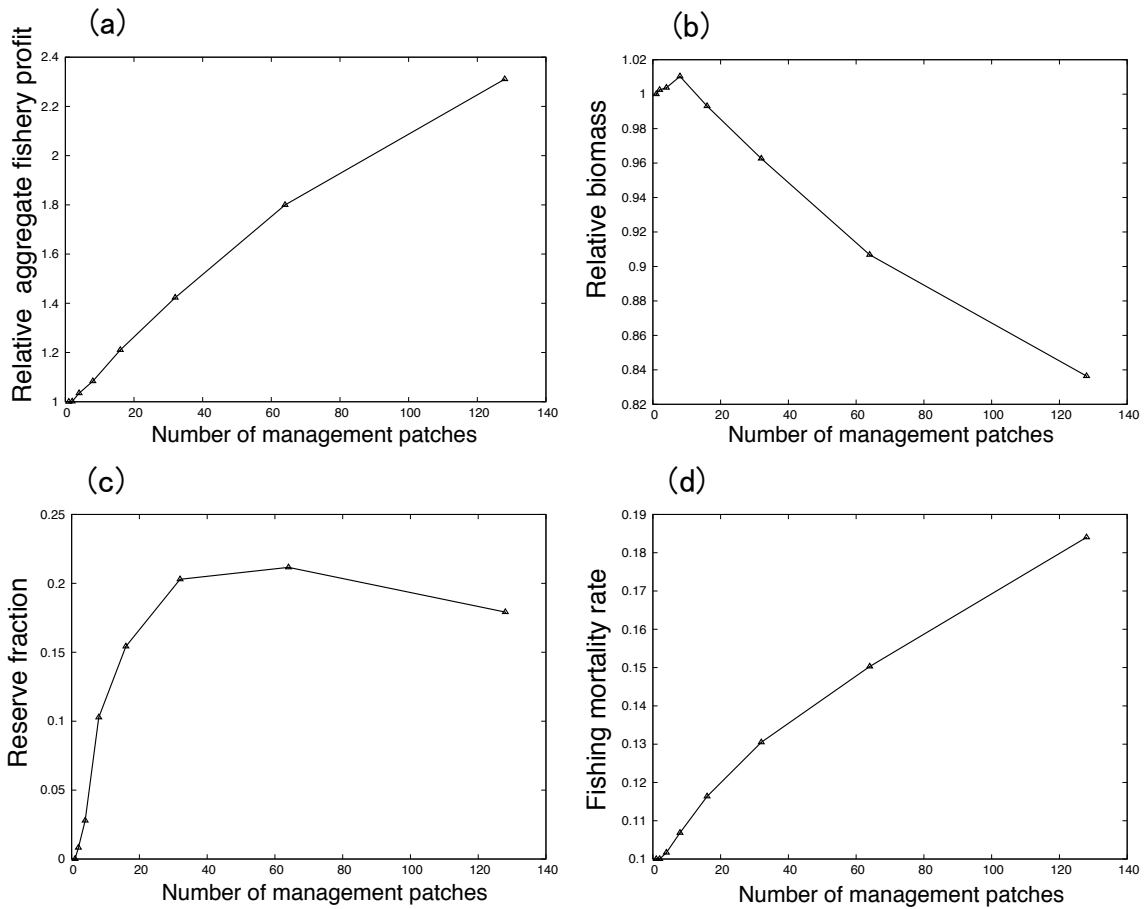 (a)
Relative aggregate fishery profit
2.4
2.2
2
1.8
1.6
1.4
1.2
1
0 20 40 60 80 100 120 140
Number of management patches
(b)
Relative biomass
1.02
1
0.98
0.96
0.94
0.92
0.9
0.88
0.86
0.84
0.82
0 20 40 60 80 100 120 140
Number of management patches
(c)
Reserve fraction
0.25
0.2
0.15
0.1
0.05
0
0 20 40 60 80 100 120 140
Number of management patches
(d)
Fishing mortality rate
0.19
0.18
0.17
0.16
0.15
0.14
0.13
0.12
0.11
0.1
0 20 40 60 80 100 120 140
Number of management patches